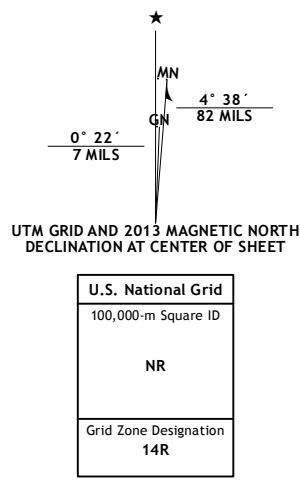 ★
MN
4° 38´
82 MILS
GN
0° 22´
7 MILS
UTM GRID AND 2013 MAGNETIC NORTH
DECLINATION AT CENTER OF SHEET
U.S. National Grid
100,000-m Square ID
NR
Grid Zone Designation
14R